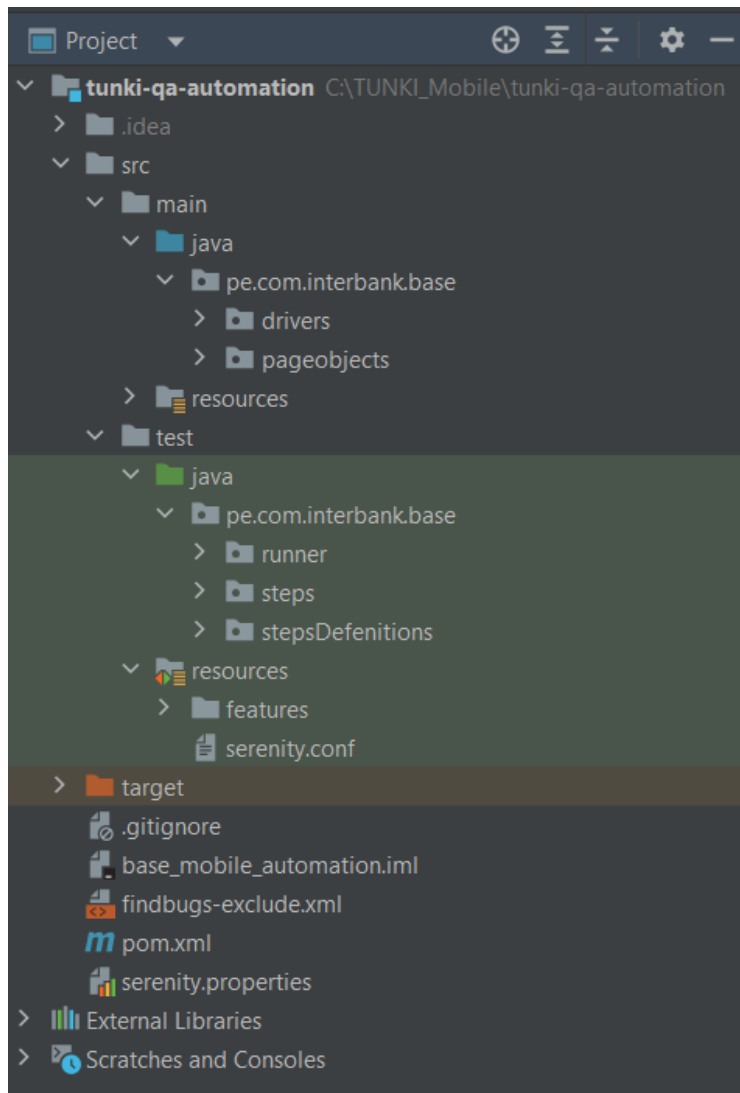 Project
tunki-qa-automation C:\TUNKI_Mobile\tunki-qa-automation
.idea
src
main
java
pe.com.interbank.base
drivers
pageobjects
resources
test
java
pe.com.interbank.base
runner
steps
stepsDefenitions
resources
features
serenity.conf
target
.gitignore
base_mobile_automation.iml
findbugs-exclude.xml
m pom.xml
serenity.properties
External Libraries
Scratches and Consoles